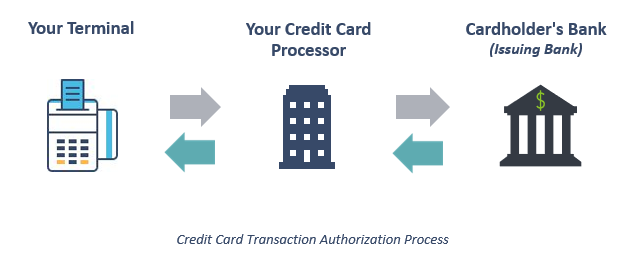 Your Terminal
Your Credit Card
Processor
Cardholder's Bank
(Issuing Bank)
$
Credit Card Transaction Authorization Process